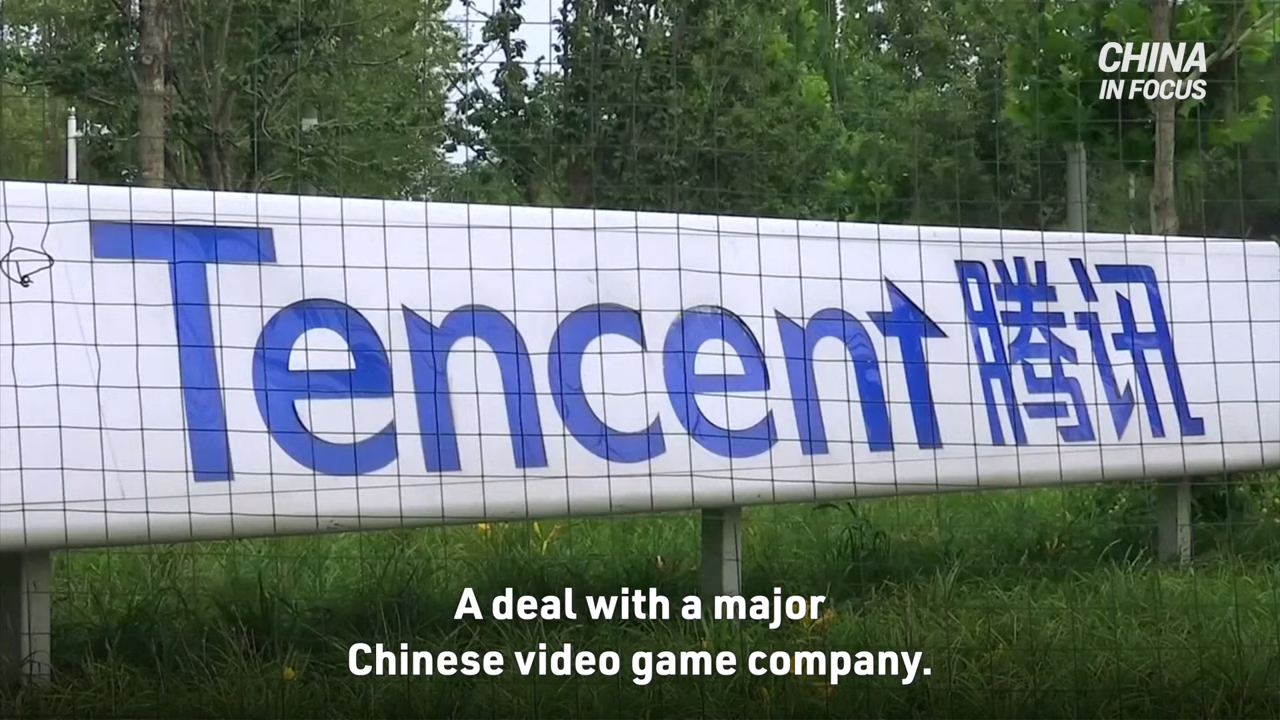 CHINA
IN FOCUS
Tencent 腾讯
A deal with a major
Chinese video game company.